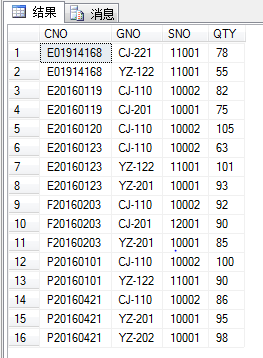 结果 消息
CNO GNO SNO QTY
1 E01914168 CJ-221 11001 78
2 E01914168 YZ-122 11001 55
3 E20160119 CJ-110 10002 82
4 E20160119 CJ-201 10001 75
5 E20160120 CJ-110 10002 105
6 E20160123 CJ-110 10002 63
7 E20160123 YZ-122 11001 101
8 E20160123 YZ-201 10001 93
9 F20160203 CJ-110 10002 92
10 F20160203 CJ-201 12001 90
11 F20160203 YZ-201 10001 85
12 P20160101 CJ-110 10002 100
13 P20160101 YZ-122 11001 90
14 P20160421 CJ-110 10002 86
15 P20160421 YZ-201 10001 95
16 P20160421 YZ-202 10001 98